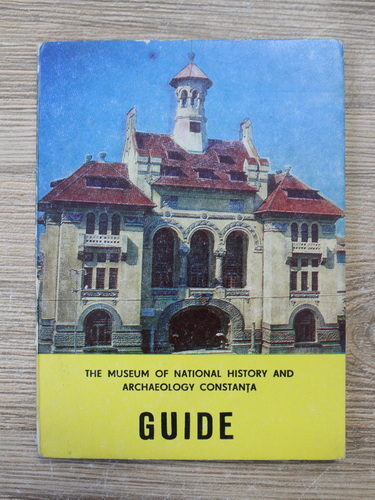 THE MUSEUM OF NATIONAL HISTORY AND
ARCHAEOLOGY CONSTANȚA
GUIDE